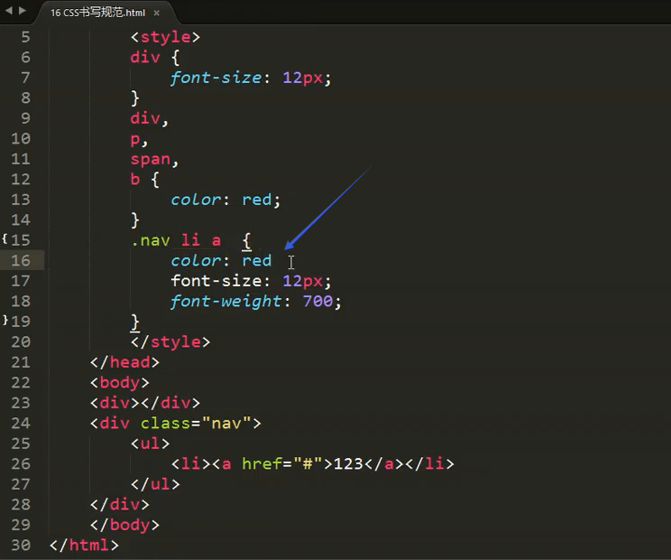 16 CSS书写规范.html ×
5 <style>
6 div {
7 font-size: 12px;
8 }
9 div,
10 p,
11 span,
12 b {
13 color: red;
14 }
{15 .nav li a {
16 color: red
17 font-size: 12px;
18 font-weight: 700;
}19 }
20 </style>
21 </head>
22 <body>
23 <div></div>
24 <div class="nav">
25 <ul>
26 <li><a href="#">123</a></li>
27 </ul>
28 </div>
29 </body>
30 </html>